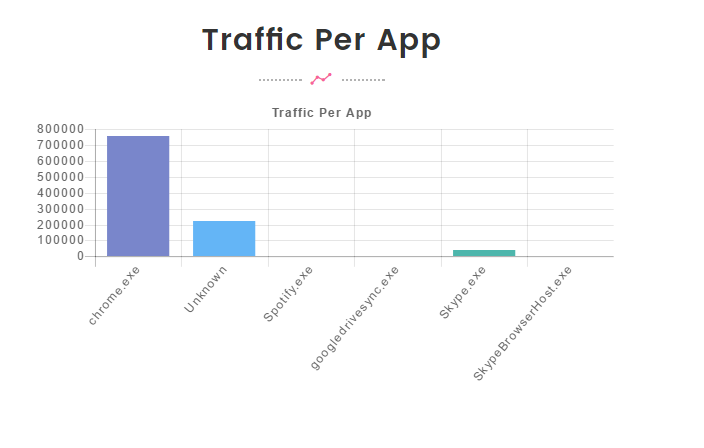 Traffic Per App
Traffic Per App
800000
700000
600000
500000
400000
300000
200000
100000
0
chrome.exe
Unknown
Spotify.exe
googledrivesync.exe
Skype.exe
SkypeBrowserHost.exe